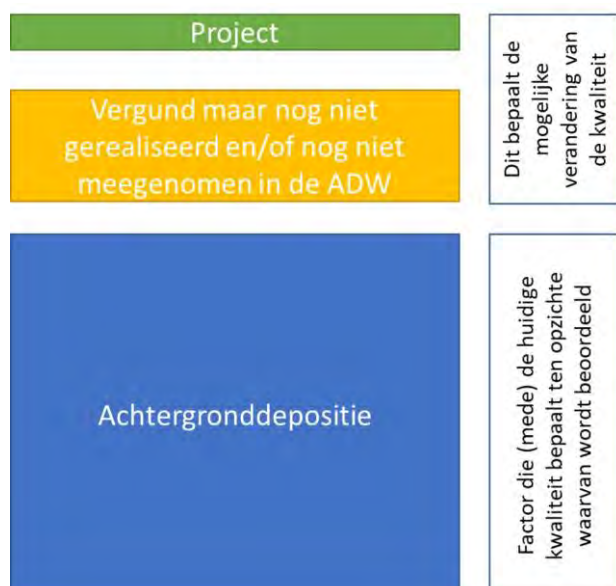 Project
Dit bepaalt de
mogelijke
verandering van
de kwaliteit
Vergund maar nog niet
gerealiseerd en/of nog niet
meegenomen in de ADW
Achtergronddepositie
Factor die (mede) de huidige
kwaliteit bepaalt ten opzichte
waarvan wordt beoordeeld